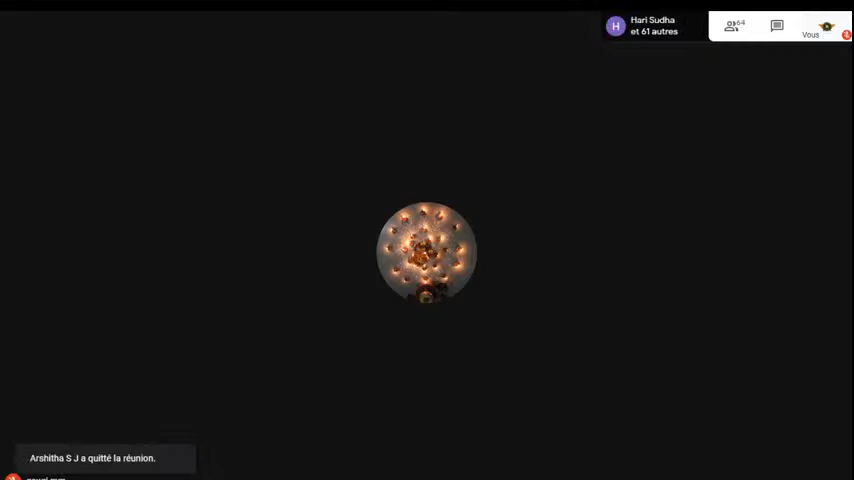 Hari Sudha
et 61 autres
H
64
Vous
Arshitha S J a quitté la réunion.